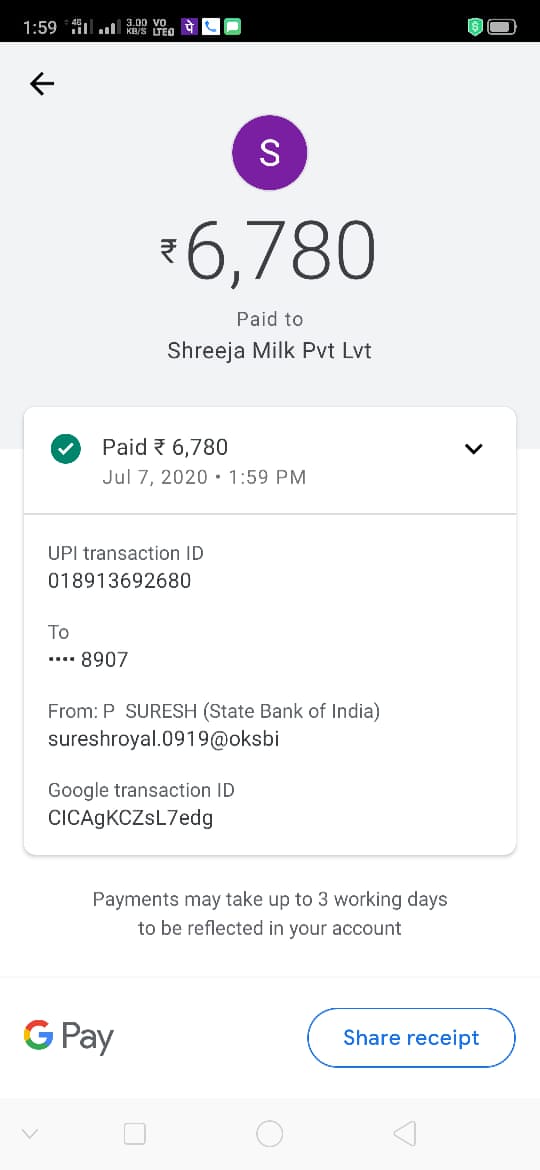 1:59 4G 3.00 KB/S VO LTE
S
₹6,780
Paid to
Shreeja Milk Pvt Lvt
Paid ₹ 6,780
Jul 7, 2020 • 1:59 PM
UPI transaction ID
018913692680
To
•••• 8907
From: P SURESH (State Bank of India)
sureshroyal.0919@oksbi
Google transaction ID
CICAgKCZsL7edg
Payments may take up to 3 working days
to be reflected in your account
G Pay
Share receipt